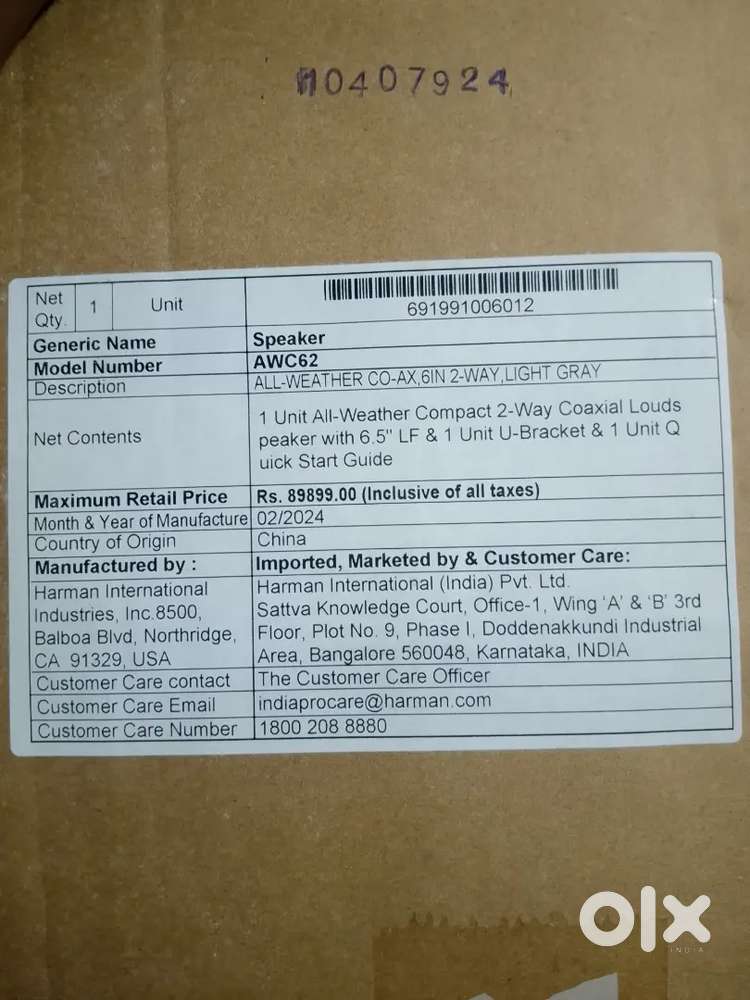 10407924
Net Qty. 1 Unit
691991006012
Generic Name Speaker
Model Number AWC62
Description ALL-WEATHER CO-AX,6IN 2-WAY,LIGHT GRAY
Net Contents
1 Unit All-Weather Compact 2-Way Coaxial Louds
peaker with 6.5" LF & 1 Unit U-Bracket & 1 Unit Q
uick Start Guide
Maximum Retail Price Rs. 89899.00 (Inclusive of all taxes)
Month & Year of Manufacture 02/2024
Country of Origin China
Manufactured by :
Harman International
Industries, Inc.8500,
Balboa Blvd, Northridge,
CA 91329, USA
Imported, Marketed by & Customer Care:
Harman International (India) Pvt. Ltd.
Sattva Knowledge Court, Office-1, Wing ‘A’ & ‘B’ 3rd
Floor, Plot No. 9, Phase I, Doddenakkundi Industrial
Area, Bangalore 560048, Karnataka, INDIA
Customer Care contact The Customer Care Officer
Customer Care Email indiaprocare@harman.com
Customer Care Number 1800 208 8880
olx
INDIA